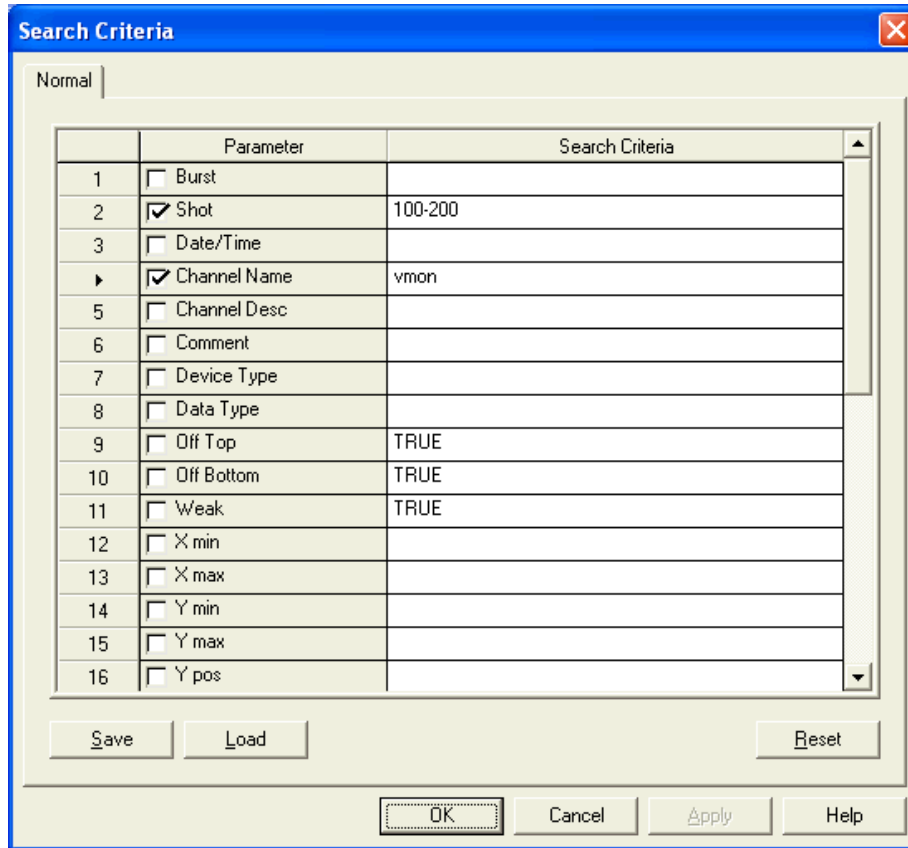 Search Criteria
Normal
Parameter Search Criteria
1 Burst
2 Shot 100-200
3 Date/Time
Channel Name vmon
5 Channel Desc
6 Comment
7 Device Type
8 Data Type
9 Off Top TRUE
10 Off Bottom TRUE
11 Weak TRUE
12 X min
13 X max
14 Y min
15 Y max
16 Y pos
Save Load Reset
OK Cancel Apply Help